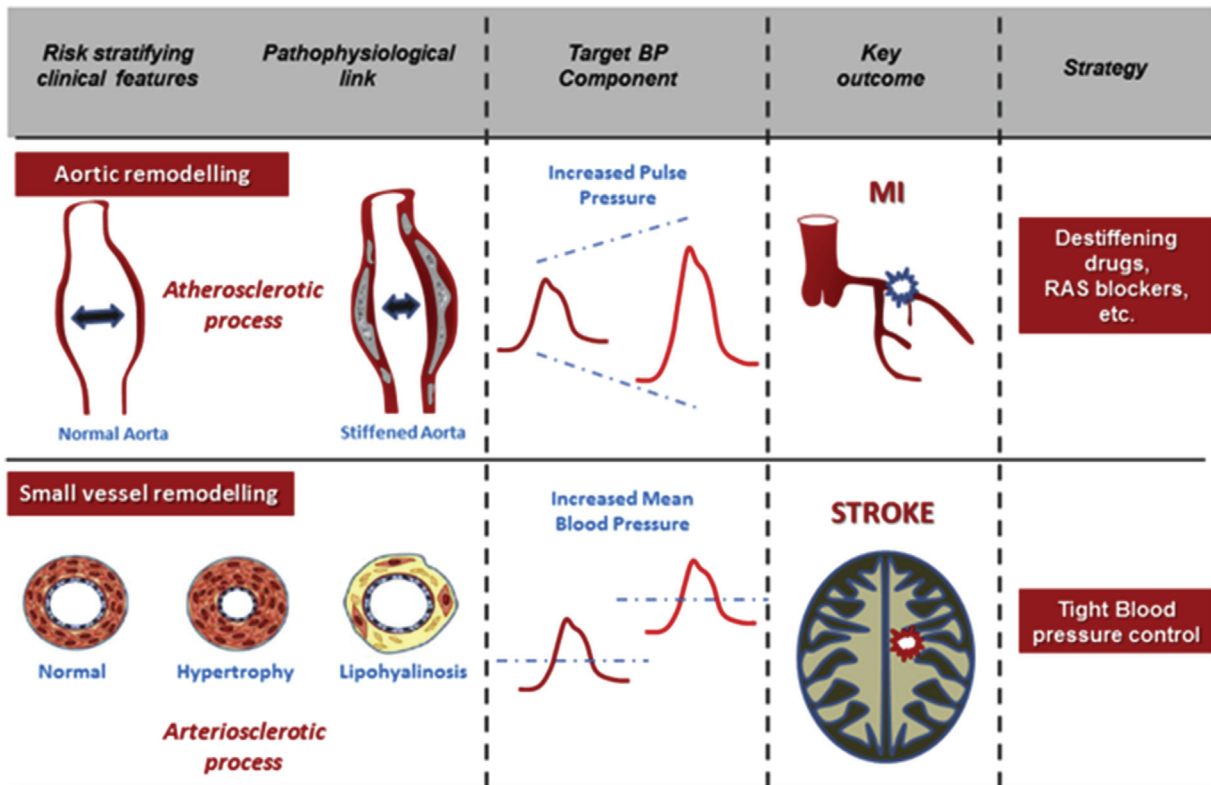 Risk stratifying
clinical features
Pathophysiological
link
Target BP
Component
Key
outcome
Strategy
Aortic remodelling
Atherosclerotic
process
Normal Aorta
Stiffened Aorta
Increased Pulse
Pressure
MI
Destiffening
drugs,
RAS blockers,
etc.
Small vessel remodelling
Normal
Hypertrophy
Lipohyalinosis
Arteriosclerotic
process
Increased Mean
Blood Pressure
STROKE
Tight Blood
pressure control